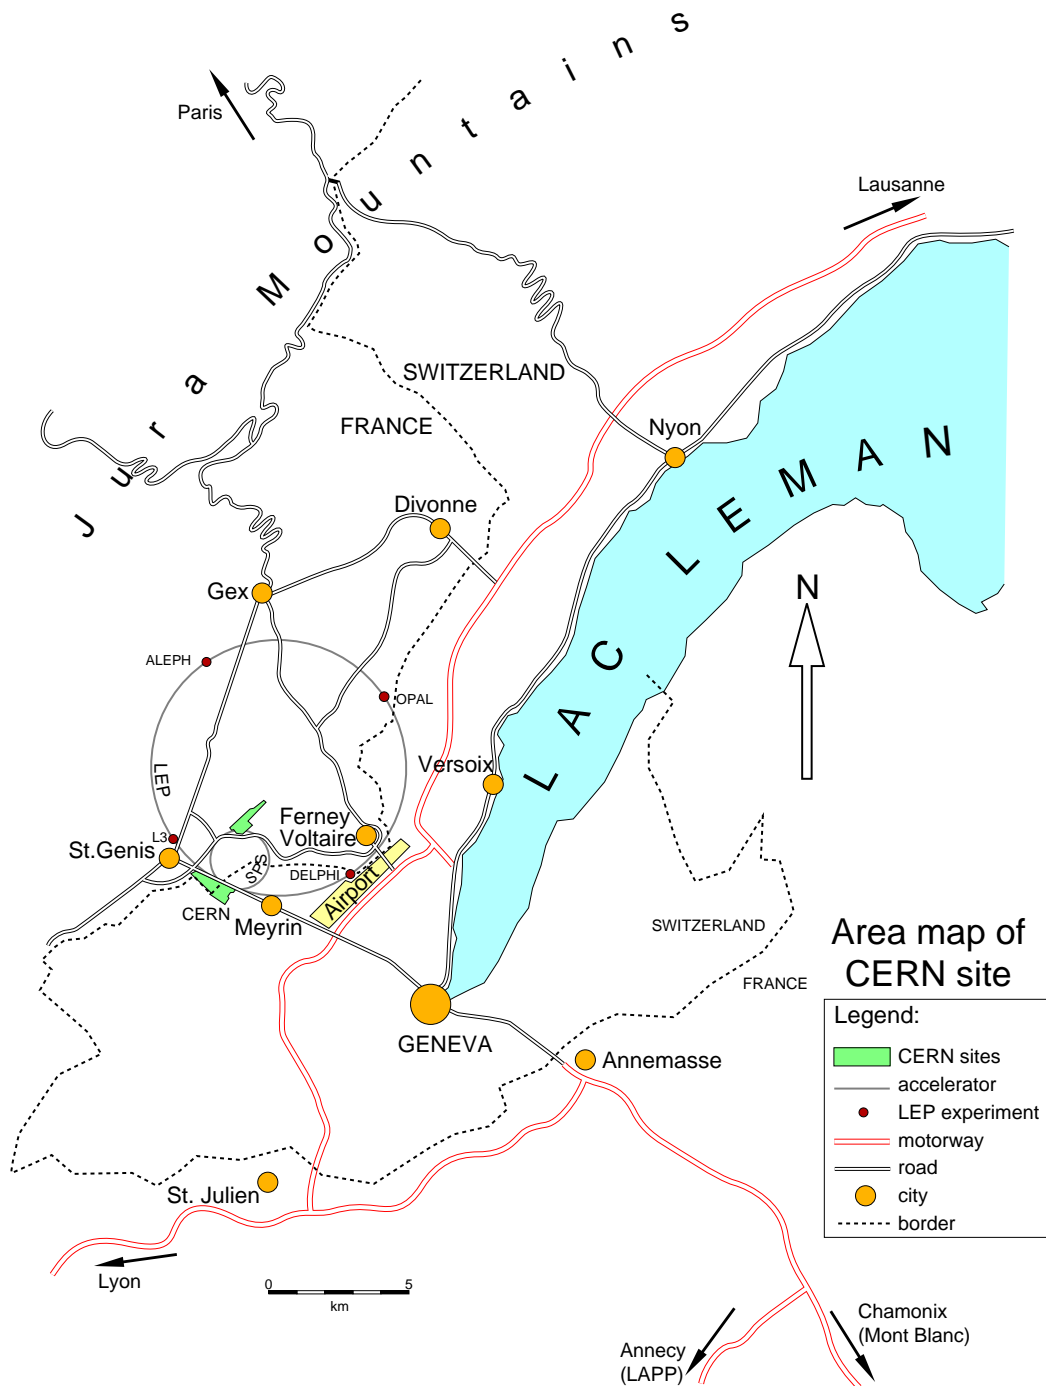 Jura Mountains
Paris
Lausanne
SWITZERLAND
FRANCE
Nyon
LAC LEMAN
Divonne
Gex
N
ALEPH
OPAL
LEP
Versoix
Ferney
Voltaire
L3
St.Genis
SPS
DELPHI
Airport
CERN
Meyrin
SWITZERLAND
FRANCE
GENEVA
Annemasse
St. Julien
Lyon
0 5
km
Annecy
(LAPP)
Chamonix
(Mont Blanc)
Area map of
CERN site
Legend:
CERN sites
accelerator
LEP experiment
motorway
road
city
border